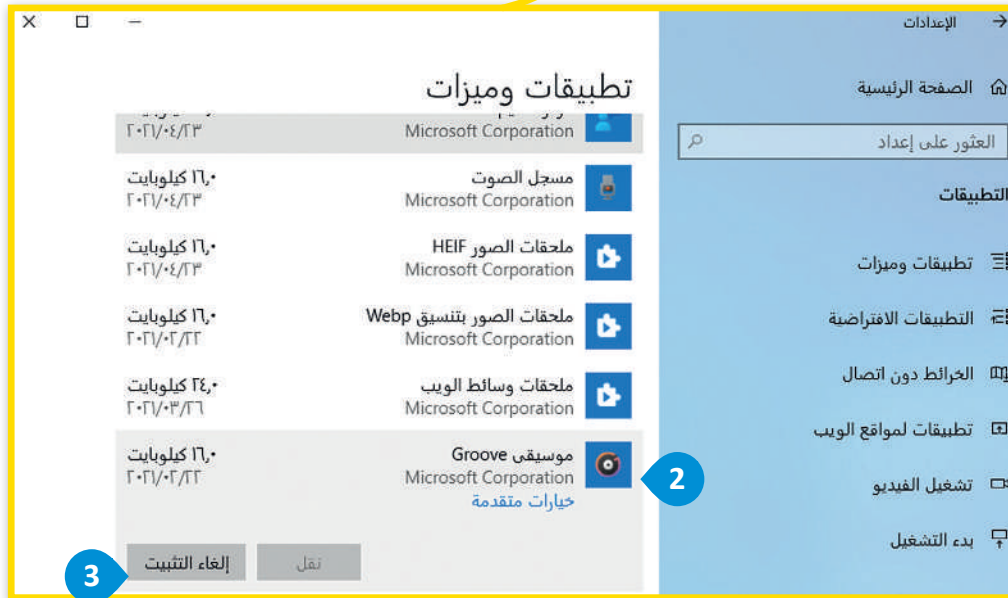 الإعدادات
الصفحة الرئيسية
العثور على إعداد
التطبيقات
تطبيقات وميزات
التطبيقات الافتراضية
الخرائط دون اتصال
تطبيقات لمواقع الويب
تشغيل الفيديو
بدء التشغيل
تطبيقات وميزات
Microsoft Corporation
٢٠٢١/٠٤/٢٣
مسجل الصوت ١٦,٠ كيلوبايت
Microsoft Corporation ٢٠٢١/٠٤/٢٣
ملحقات الصور HEIF ١٦,٠ كيلوبايت
Microsoft Corporation ٢٠٢١/٠٤/٢٣
ملحقات الصور بتنسيق Webp ١٦,٠ كيلوبايت
Microsoft Corporation ٢٠٢١/٠٢/٢٢
ملحقات وسائط الويب ٢٤,٠ كيلوبايت
Microsoft Corporation ٢٠٢١/٠٣/٢٦
موسيقى Groove ١٦,٠ كيلوبايت
Microsoft Corporation ٢٠٢١/٠٢/٢٢
خيارات متقدمة
2
نقل إلغاء التثبيت
3